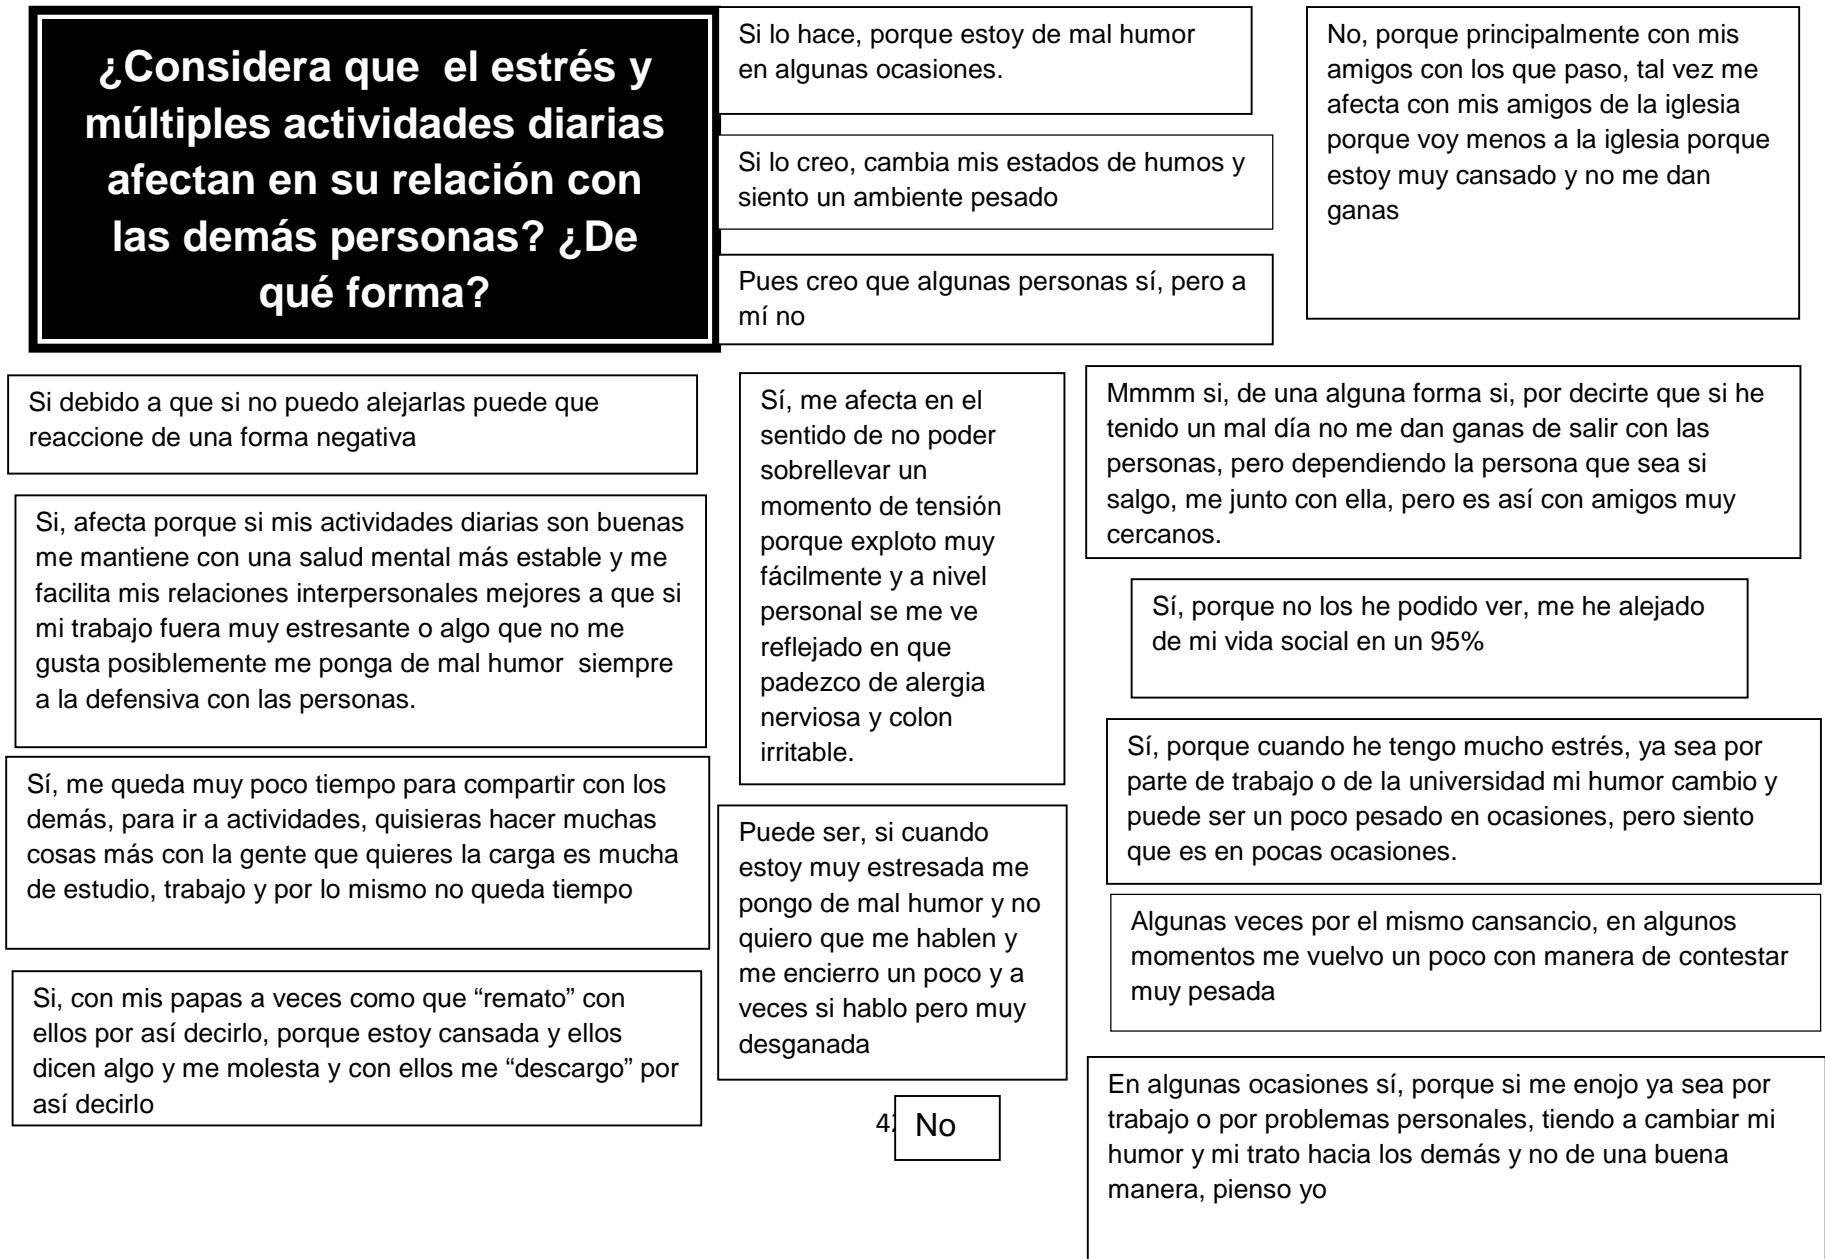 ¿Considera que  el estrés y
múltiples actividades diarias
afectan en su relación con
las demás personas? ¿De
qué forma?
Si lo hace, porque estoy de mal humor
en algunas ocasiones.
Si lo creo, cambia mis estados de humos y
siento un ambiente pesado
Pues creo que algunas personas sí, pero a
mí no
No, porque principalmente con mis
amigos con los que paso, tal vez me
afecta con mis amigos de la iglesia
porque voy menos a la iglesia porque
estoy muy cansado y no me dan
ganas
Si debido a que si no puedo alejarlas puede que
reaccione de una forma negativa
Si, afecta porque si mis actividades diarias son buenas
me mantiene con una salud mental más estable y me
facilita mis relaciones interpersonales mejores a que si
mi trabajo fuera muy estresante o algo que no me
gusta posiblemente me ponga de mal humor  siempre
a la defensiva con las personas.
Sí, me queda muy poco tiempo para compartir con los
demás, para ir a actividades, quisieras hacer muchas
cosas más con la gente que quieres la carga es mucha
de estudio, trabajo y por lo mismo no queda tiempo
Si, con mis papas a veces como que “remato” con
ellos por así decirlo, porque estoy cansada y ellos
dicen algo y me molesta y con ellos me “descargo” por
así decirlo
Sí, me afecta en el
sentido de no poder
sobrellevar un
momento de tensión
porque exploto muy
fácilmente y a nivel
personal se me ve
reflejado en que
padezco de alergia
nerviosa y colon
irritable.
Puede ser, si cuando
estoy muy estresada me
pongo de mal humor y no
quiero que me hablen y
me encierro un poco y a
veces si hablo pero muy
desganada
No
Mmmm si, de una alguna forma si, por decirte que si he
tenido un mal día no me dan ganas de salir con las
personas, pero dependiendo la persona que sea si
salgo, me junto con ella, pero es así con amigos muy
cercanos.
Sí, porque no los he podido ver, me he alejado
de mi vida social en un 95%
Sí, porque cuando he tengo mucho estrés, ya sea por
parte de trabajo o de la universidad mi humor cambio y
puede ser un poco pesado en ocasiones, pero siento
que es en pocas ocasiones.
Algunas veces por el mismo cansancio, en algunos
momentos me vuelvo un poco con manera de contestar
muy pesada
En algunas ocasiones sí, porque si me enojo ya sea por
trabajo o por problemas personales, tiendo a cambiar mi
humor y mi trato hacia los demás y no de una buena
manera, pienso yo